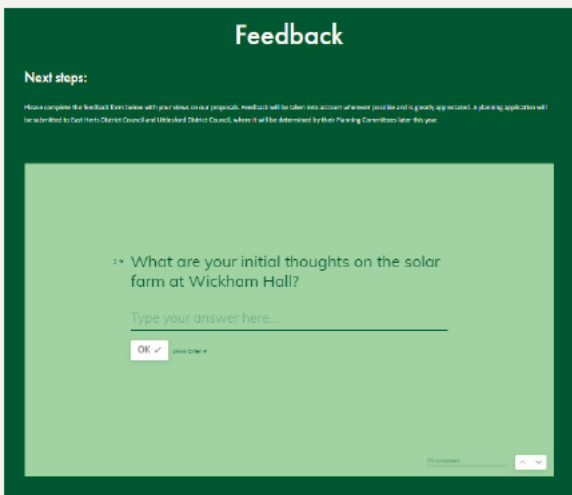 Feedback
Next steps:
Please complete the feedback form below with your views on our proposals. Feedback will be taken into account wherever possible and is greatly appreciated. A planning application will
be submitted to East Herts District Council and Uttlesford District Council, where it will be determined by their Planning Committees later this year.
1 → What are your initial thoughts on the solar
farm at Wickham Hall?
Type your answer here...
OK ✓ press Enter ↵